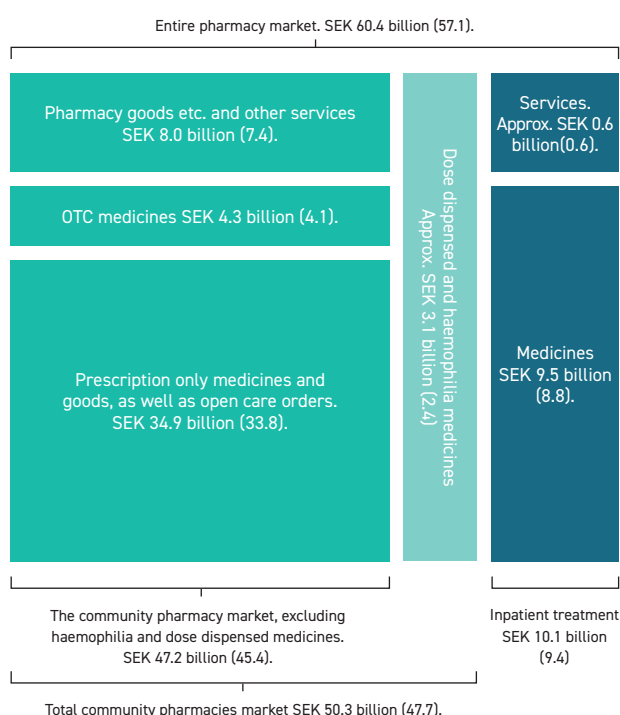 Entire pharmacy market. SEK 60.4 billion (57.1).
Pharmacy goods etc. and other services
SEK 8.0 billion (7.4).
OTC medicines SEK 4.3 billion (4.1).
Prescription only medicines and
goods, as well as open care orders.
SEK 34.9 billion (33.8).
Dose dispensed and haemophilia medicines
Approx. SEK 3.1 billion (2.4)
Services.
Approx. SEK 0.6
billion(0.6).
Medicines
SEK 9.5 billion
(8.8).
The community pharmacy market, excluding
haemophilia and dose dispensed medicines.
SEK 47.2 billion (45.4).
Inpatient treatment
SEK 10.1 billion
(9.4)
Total community pharmacies market SEK 50.3 billion (47.7).